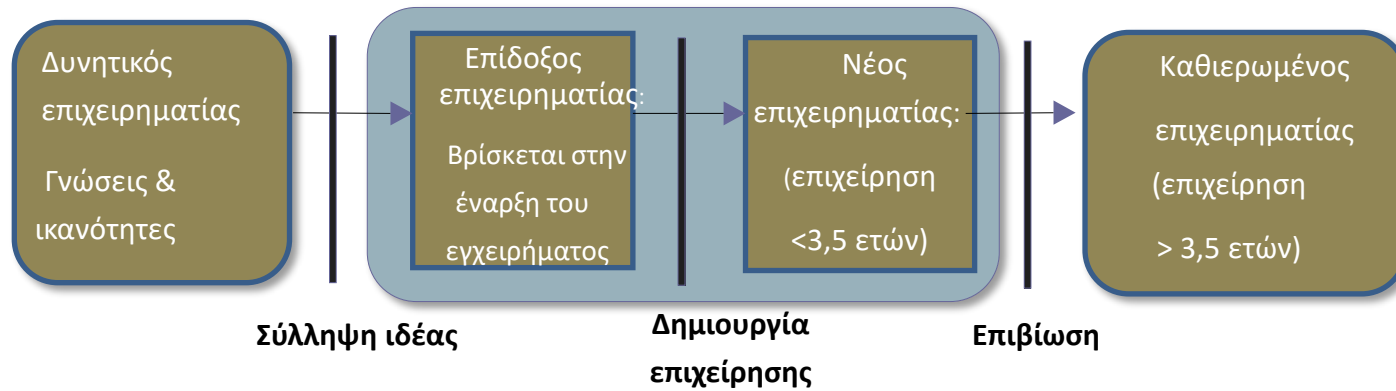 Δυνητικός
επιχειρηματίας
Γνώσεις &
ικανότητες
Επίδοξος
επιχειρηματίας:
Βρίσκεται στην
έναρξη του
εγχειρήματος
Νέος
επιχειρηματίας:
(επιχείρηση
<3,5 ετών)
Καθιερωμένος
επιχειρηματίας
(επιχείρηση
> 3,5 ετών)
Σύλληψη ιδέας
Δημιουργία
επιχείρησης
Επιβίωση